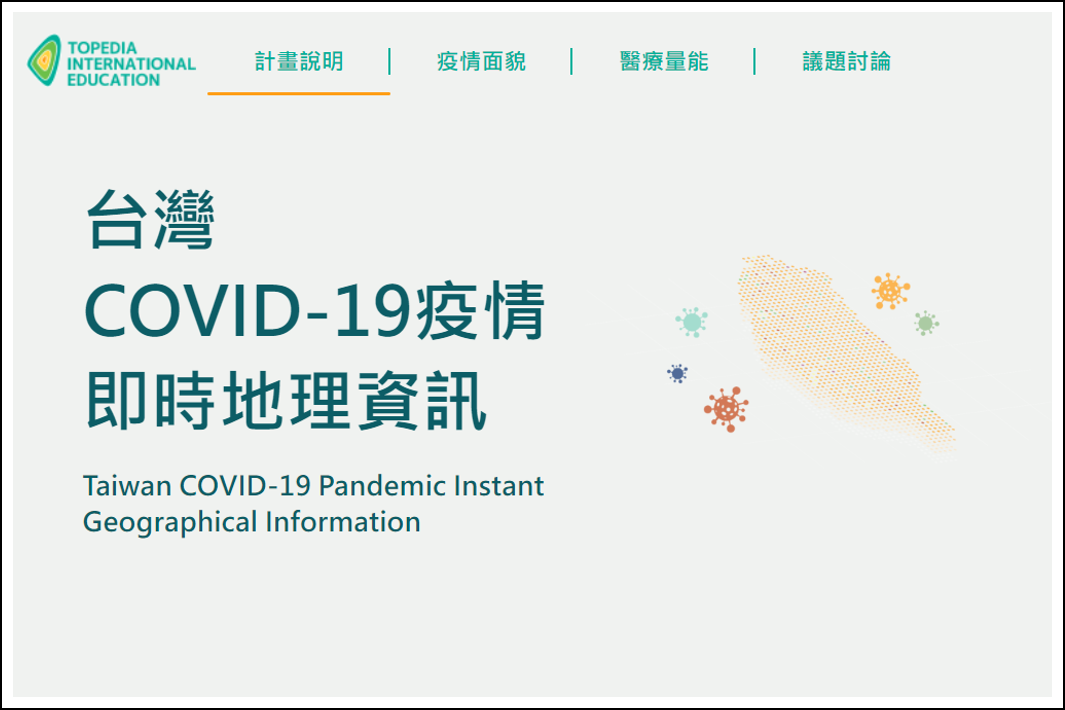 TOPEDIA
INTERNATIONAL
EDUCATION
計畫說明
疫情面貌
醫療量能
議題討論
台灣
COVID-19疫情
即時地理資訊
Taiwan COVID-19 Pandemic Instant
Geographical Information